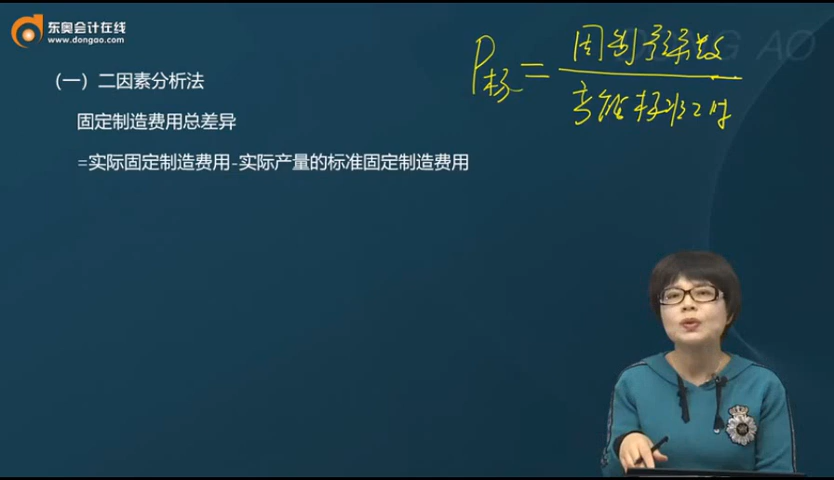 东奥会计在线
www.dongao.com
P标=固制预算数
产能标准工时
(一) 二因素分析法
固定制造费用总差异
=实际固定制造费用-实际产量的标准固定制造费用